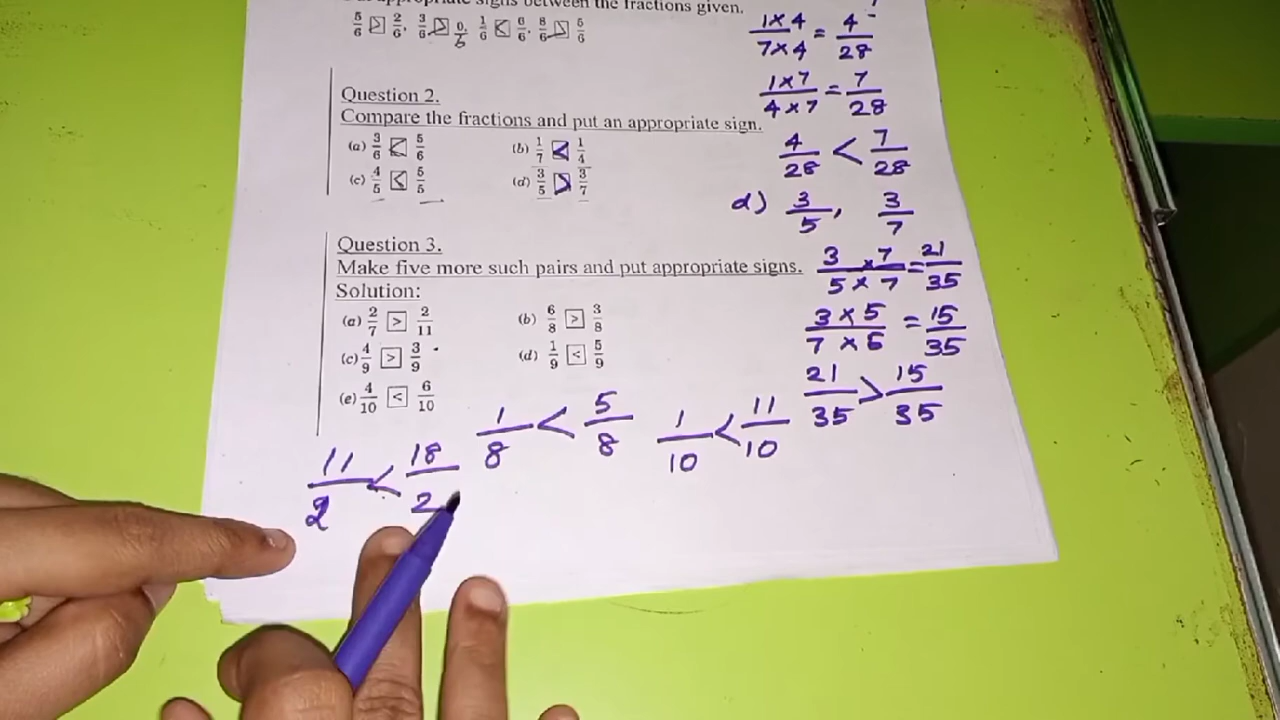 appropriate signs between the fractions given.
5/6 > 2/6, 3/6 > 0/6, 1/6 < 6/6, 8/6 > 5/6
Question 2.
Compare the fractions and put an appropriate sign.
(a) 3/6 < 5/6 (b) 1/7 < 1/4
(c) 4/5 < 5/5 (d) 3/5 > 3/7
Question 3.
Make five more such pairs and put appropriate signs.
Solution:
(a) 2/7 > 2/11 (b) 6/8 > 3/8
(c) 4/9 > 3/9 (d) 1/9 < 5/9
(e) 4/10 < 6/10
11/2 < 18/2
1/8 < 5/8
1/10 < 11/10
1×4/7×4 = 4/28
1×7/4×7 = 7/28
4/28 < 7/28
d) 3/5, 3/7
3×7/5×7 = 21/35
3×5/7×5 = 15/35
21/35 > 15/35